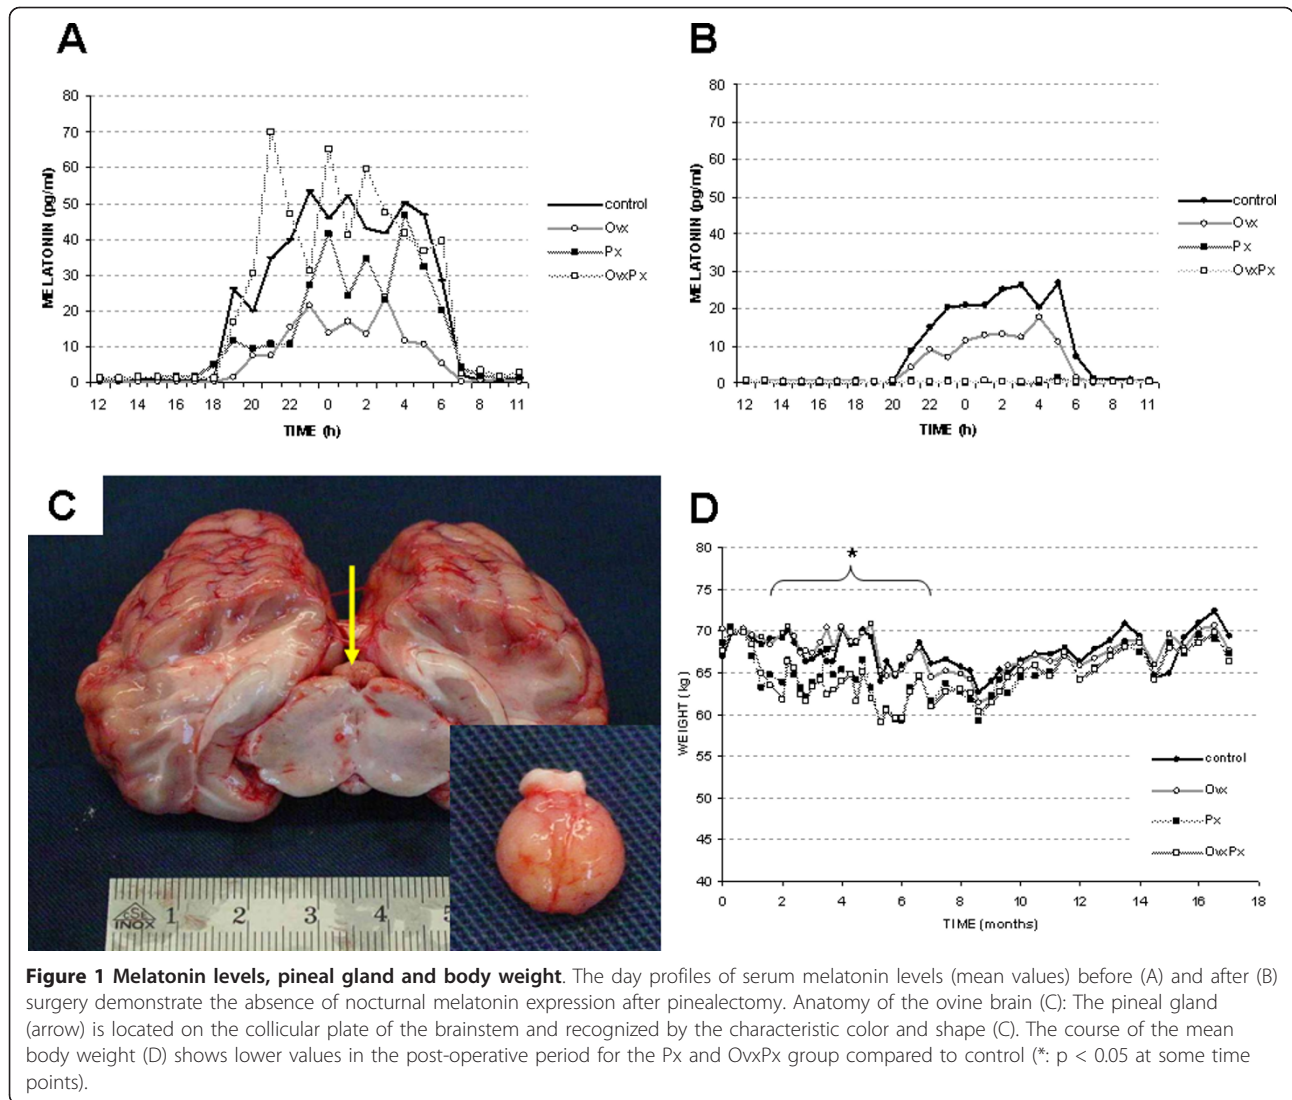 A
80
70
60
50
40
30
20
10
0
MELATONIN (pg/ml)
12 14 16 18 20 22 0 2 4 6 8 11
TIME (h)
control
Ovx
Px
OvxPx
B
80
70
60
50
40
30
20
10
0
MELATONIN (pg/ml)
12 14 16 18 20 22 0 2 4 6 8 11
TIME (h)
control
Ovx
Px
OvxPx
C
1 2 3 4 5
INOX
D
*
80
75
70
65
60
55
50
45
40
WEIGHT (kg)
0 2 4 6 8 10 12 14 16 18
TIME (months)
control
Ovx
Px
OvxPx
Figure 1 Melatonin levels, pineal gland and body weight. The day profiles of serum melatonin levels (mean values) before (A) and after (B)
surgery demonstrate the absence of nocturnal melatonin expression after pinealectomy. Anatomy of the ovine brain (C): The pineal gland
(arrow) is located on the collicular plate of the brainstem and recognized by the characteristic color and shape (C). The course of the mean
body weight (D) shows lower values in the post-operative period for the Px and OvxPx group compared to control (*: p < 0.05 at some time
points).